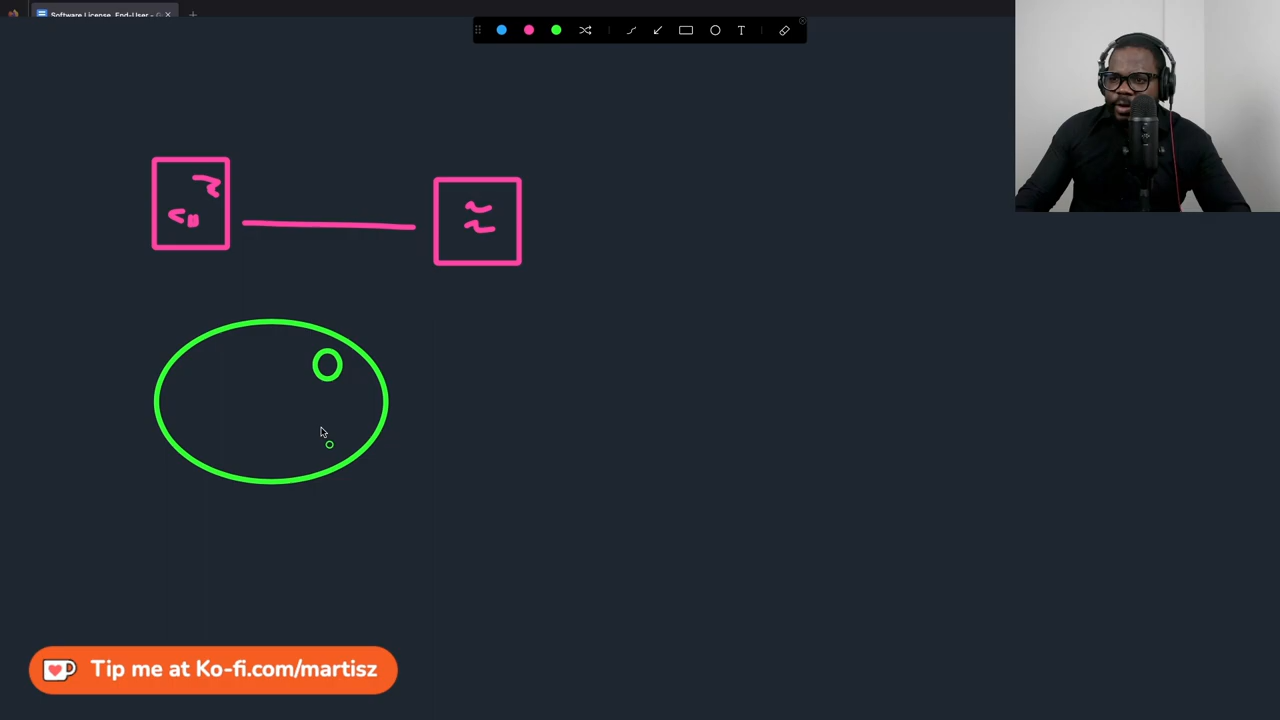 Software License, End-User - G
T
Tip me at Ko-fi.com/martisz